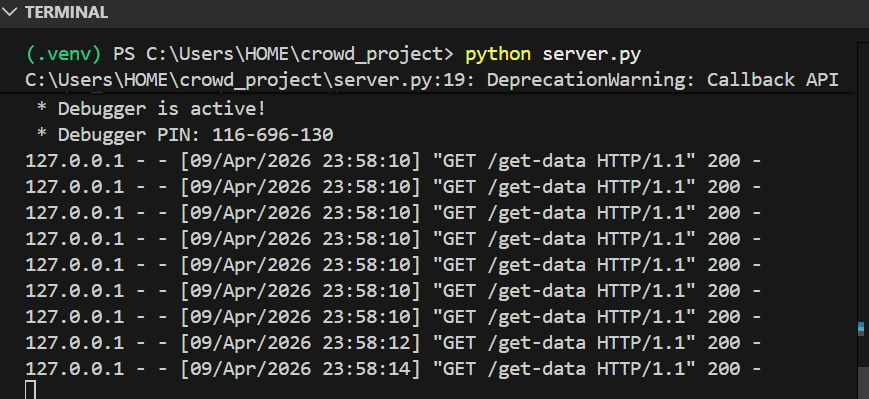 TERMINAL
(.venv) PS C:\Users\HOME\crowd_project> python server.py
C:\Users\HOME\crowd_project\server.py:19: DeprecationWarning: Callback API
* Debugger is active!
* Debugger PIN: 116-696-130
127.0.0.1 - - [09/Apr/2026 23:58:10] "GET /get-data HTTP/1.1" 200 -
127.0.0.1 - - [09/Apr/2026 23:58:10] "GET /get-data HTTP/1.1" 200 -
127.0.0.1 - - [09/Apr/2026 23:58:10] "GET /get-data HTTP/1.1" 200 -
127.0.0.1 - - [09/Apr/2026 23:58:10] "GET /get-data HTTP/1.1" 200 -
127.0.0.1 - - [09/Apr/2026 23:58:10] "GET /get-data HTTP/1.1" 200 -
127.0.0.1 - - [09/Apr/2026 23:58:10] "GET /get-data HTTP/1.1" 200 -
127.0.0.1 - - [09/Apr/2026 23:58:10] "GET /get-data HTTP/1.1" 200 -
127.0.0.1 - - [09/Apr/2026 23:58:12] "GET /get-data HTTP/1.1" 200 -
127.0.0.1 - - [09/Apr/2026 23:58:14] "GET /get-data HTTP/1.1" 200 -